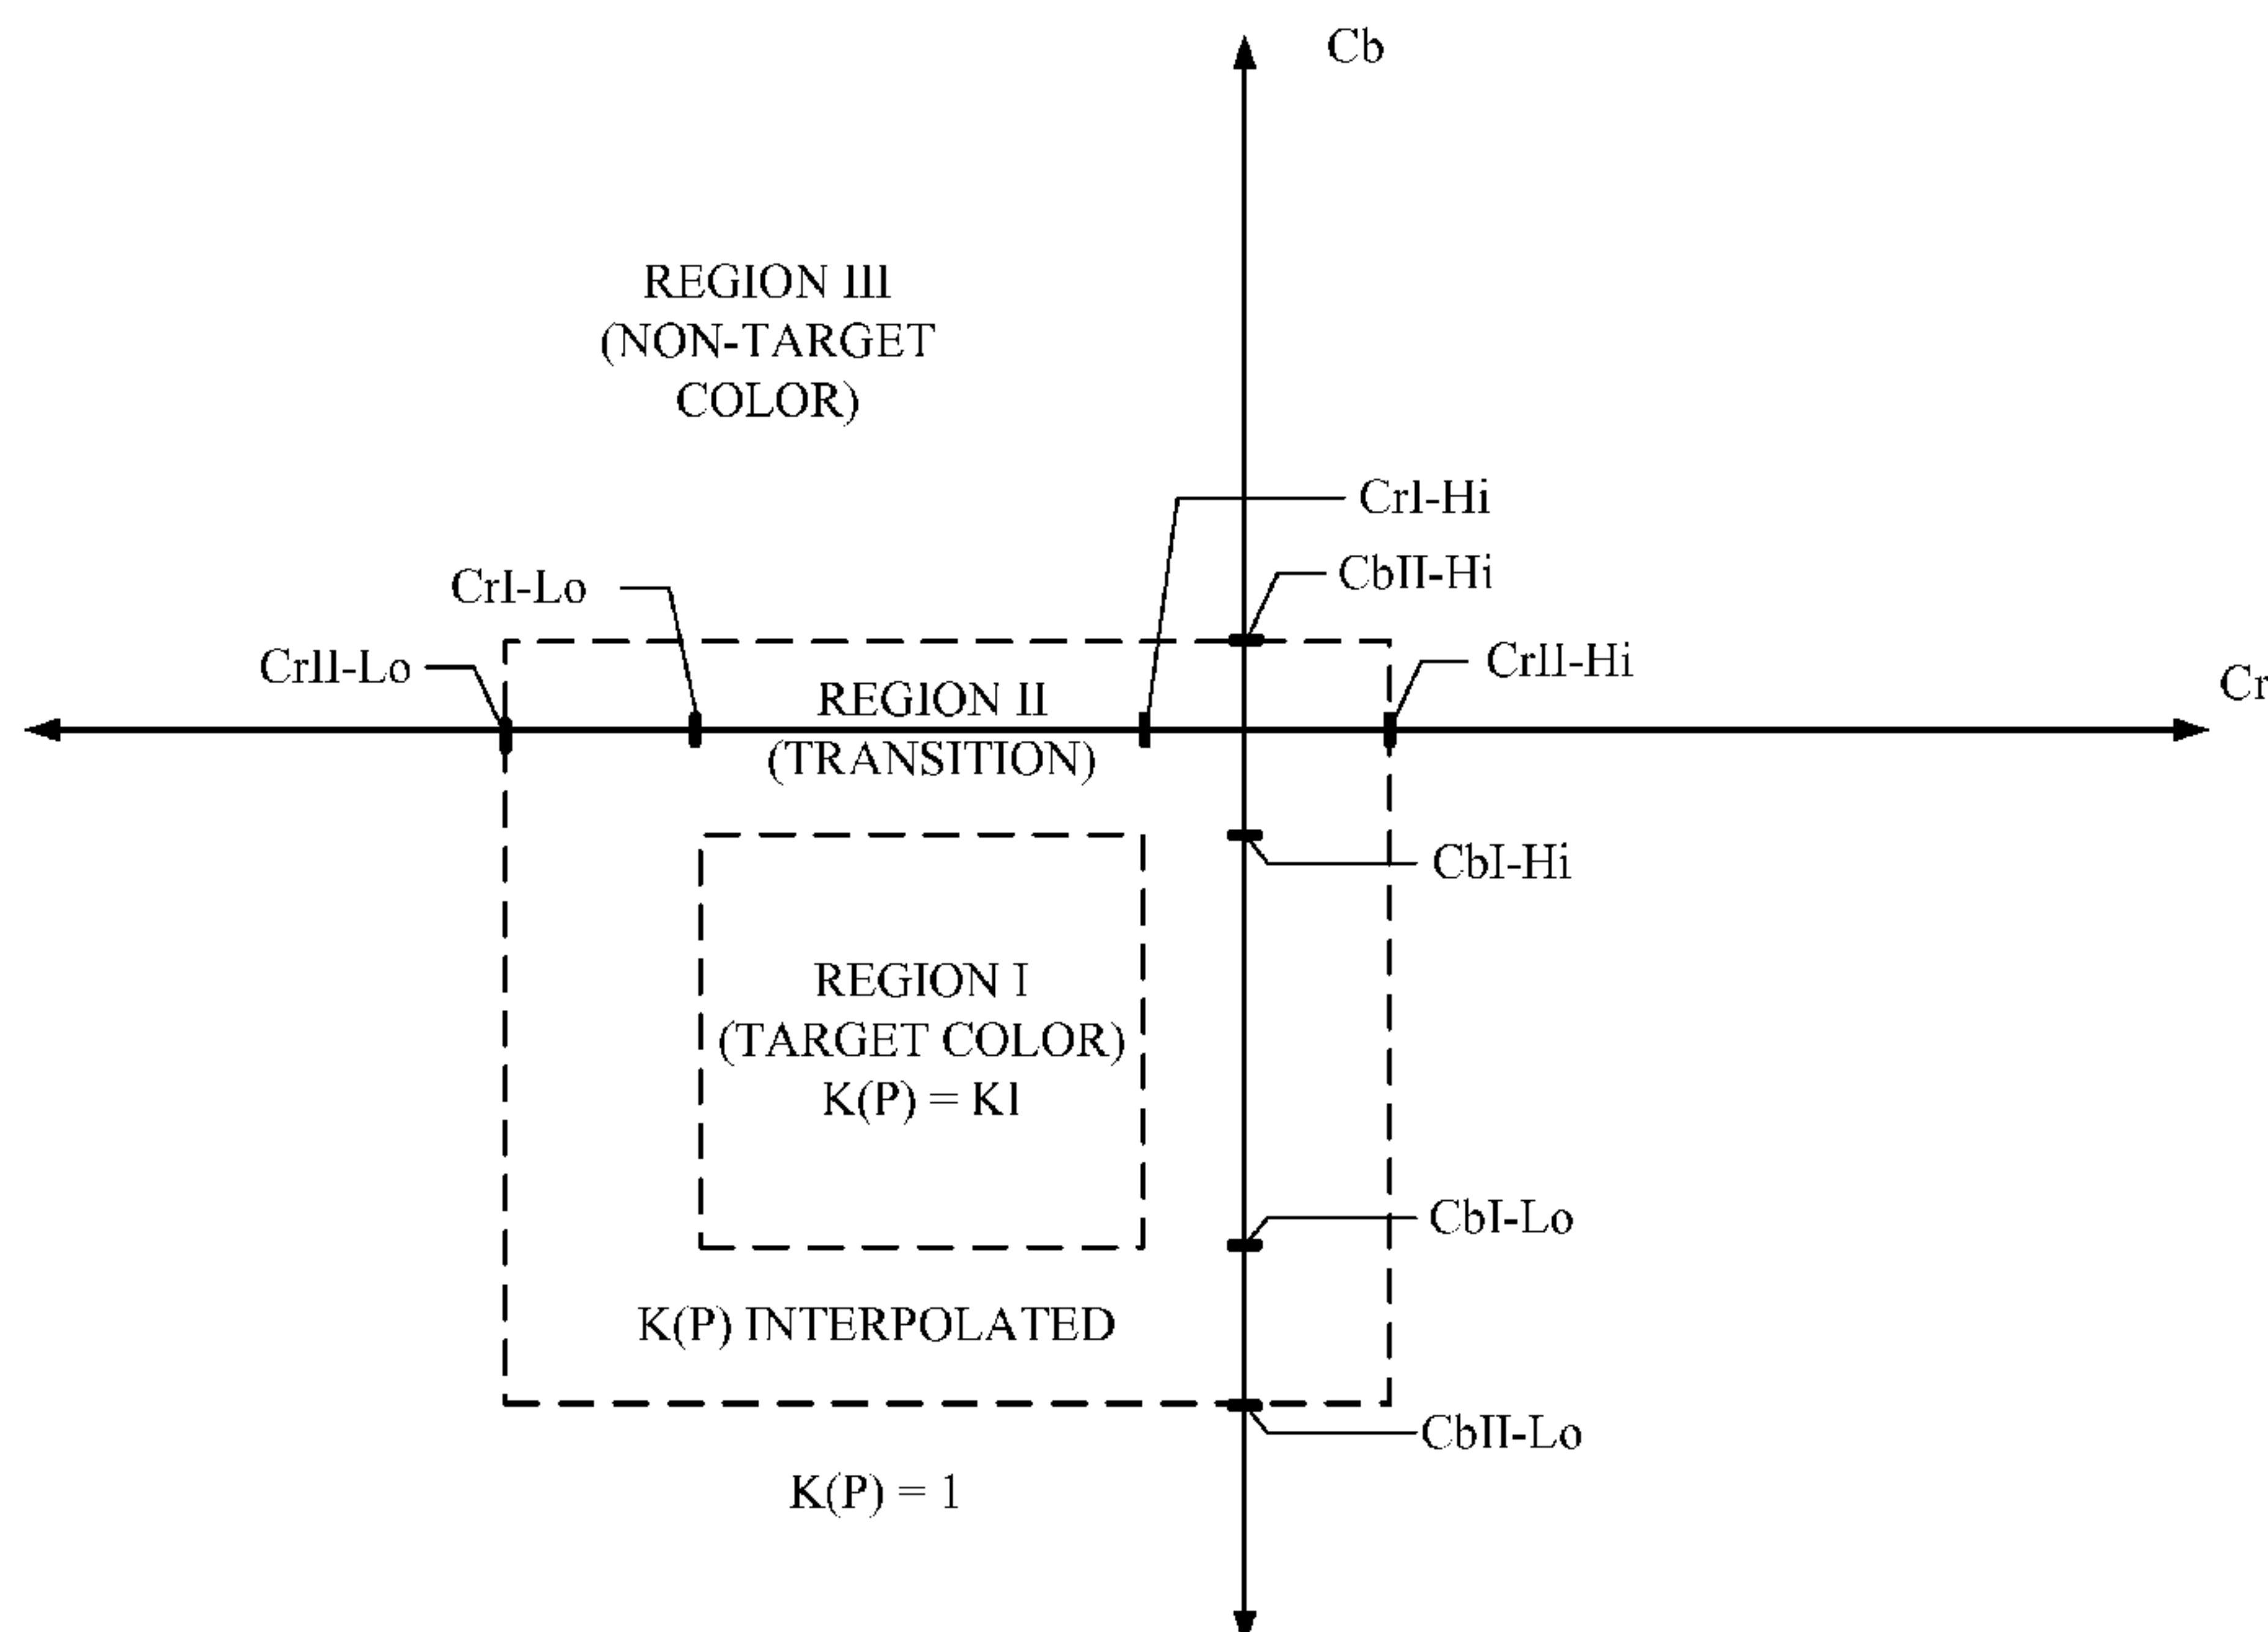 Cb
REGION III
(NON-TARGET
COLOR)
CrI-Hi
CbII-Hi
CrI-Lo
CrII-Lo
CrII-Hi
Cr
REGION II
(TRANSITION)
CbI-Hi
REGION I
(TARGET COLOR)
K(P) = KI
CbI-Lo
K(P) INTERPOLATED
CbII-Lo
K(P) = 1